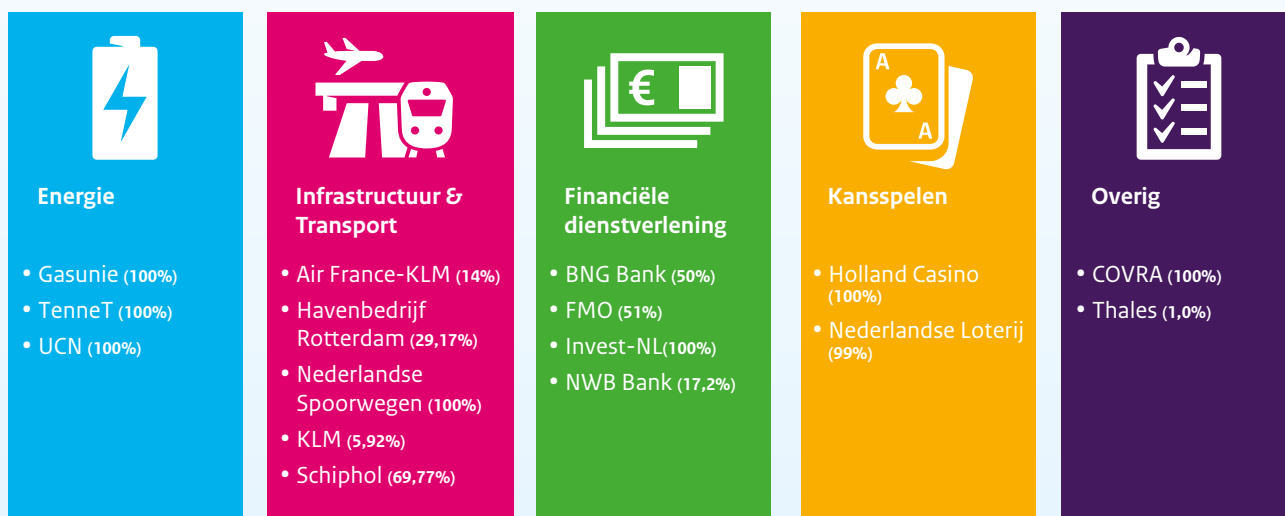 €
A
A
Energie
• Gasunie (100%)
• TenneT (100%)
• UCN (100%)
Infrastructuur &
Transport
• Air France-KLM (14%)
• Havenbedrijf
Rotterdam (29,17%)
• Nederlandse
Spoorwegen (100%)
• KLM (5,92%)
• Schiphol (69,77%)
Financiële
dienstverlening
• BNG Bank (50%)
• FMO (51%)
• Invest-NL(100%)
• NWB Bank (17,2%)
Kansspelen
• Holland Casino
(100%)
• Nederlandse Loterij
(99%)
Overig
• COVRA (100%)
• Thales (1,0%)